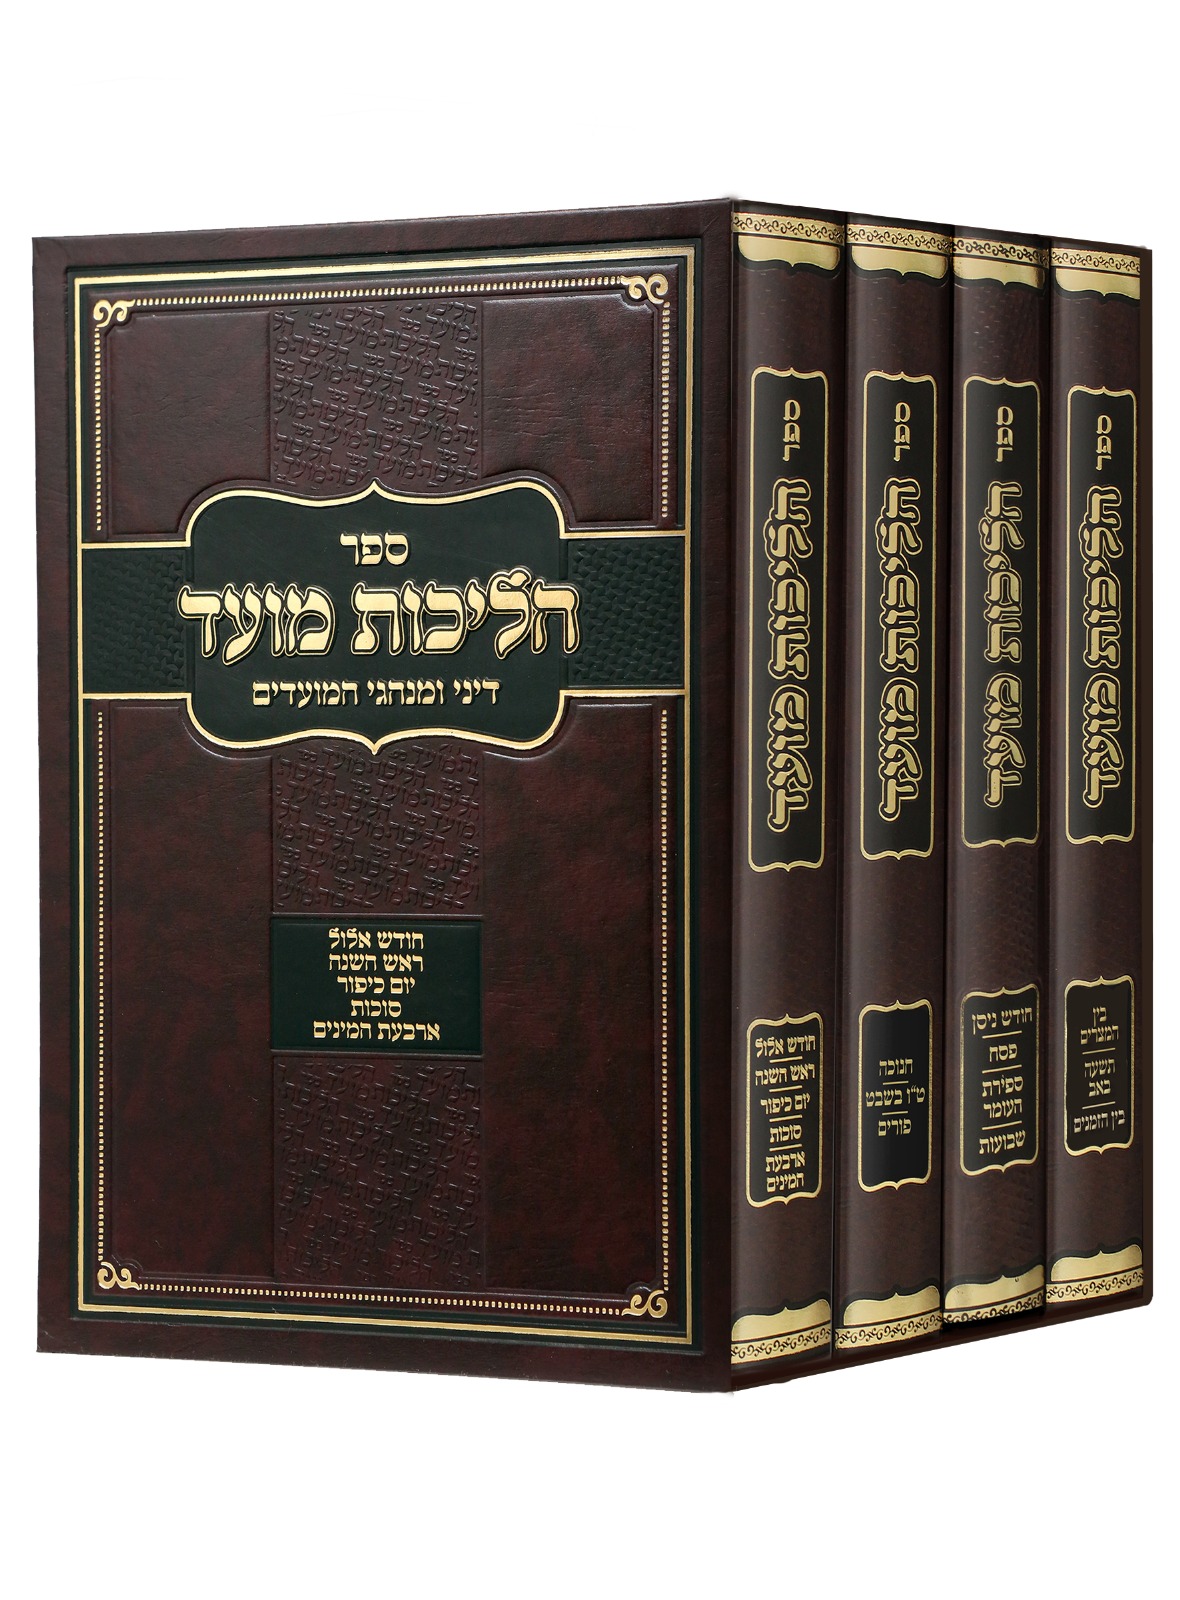 ספר
הליכות מועד
דיני ומנהגי המועדים
חודש אלול
ראש השנה
יום כיפור
סוכות
ארבעת המינים
ספר הליכות מועד
חודש אלול
ראש השנה
יום כיפור
סוכות
ארבעת
המינים
ספר הליכות מועד
חנוכה
ט"ו בשבט
פורים
ספר הליכות מועד
חודש ניסן
פסח
ספירת
העומר
שבועות
ספר הליכות מועד
בין
המצרים
תשעה
באב
בין הזמנים